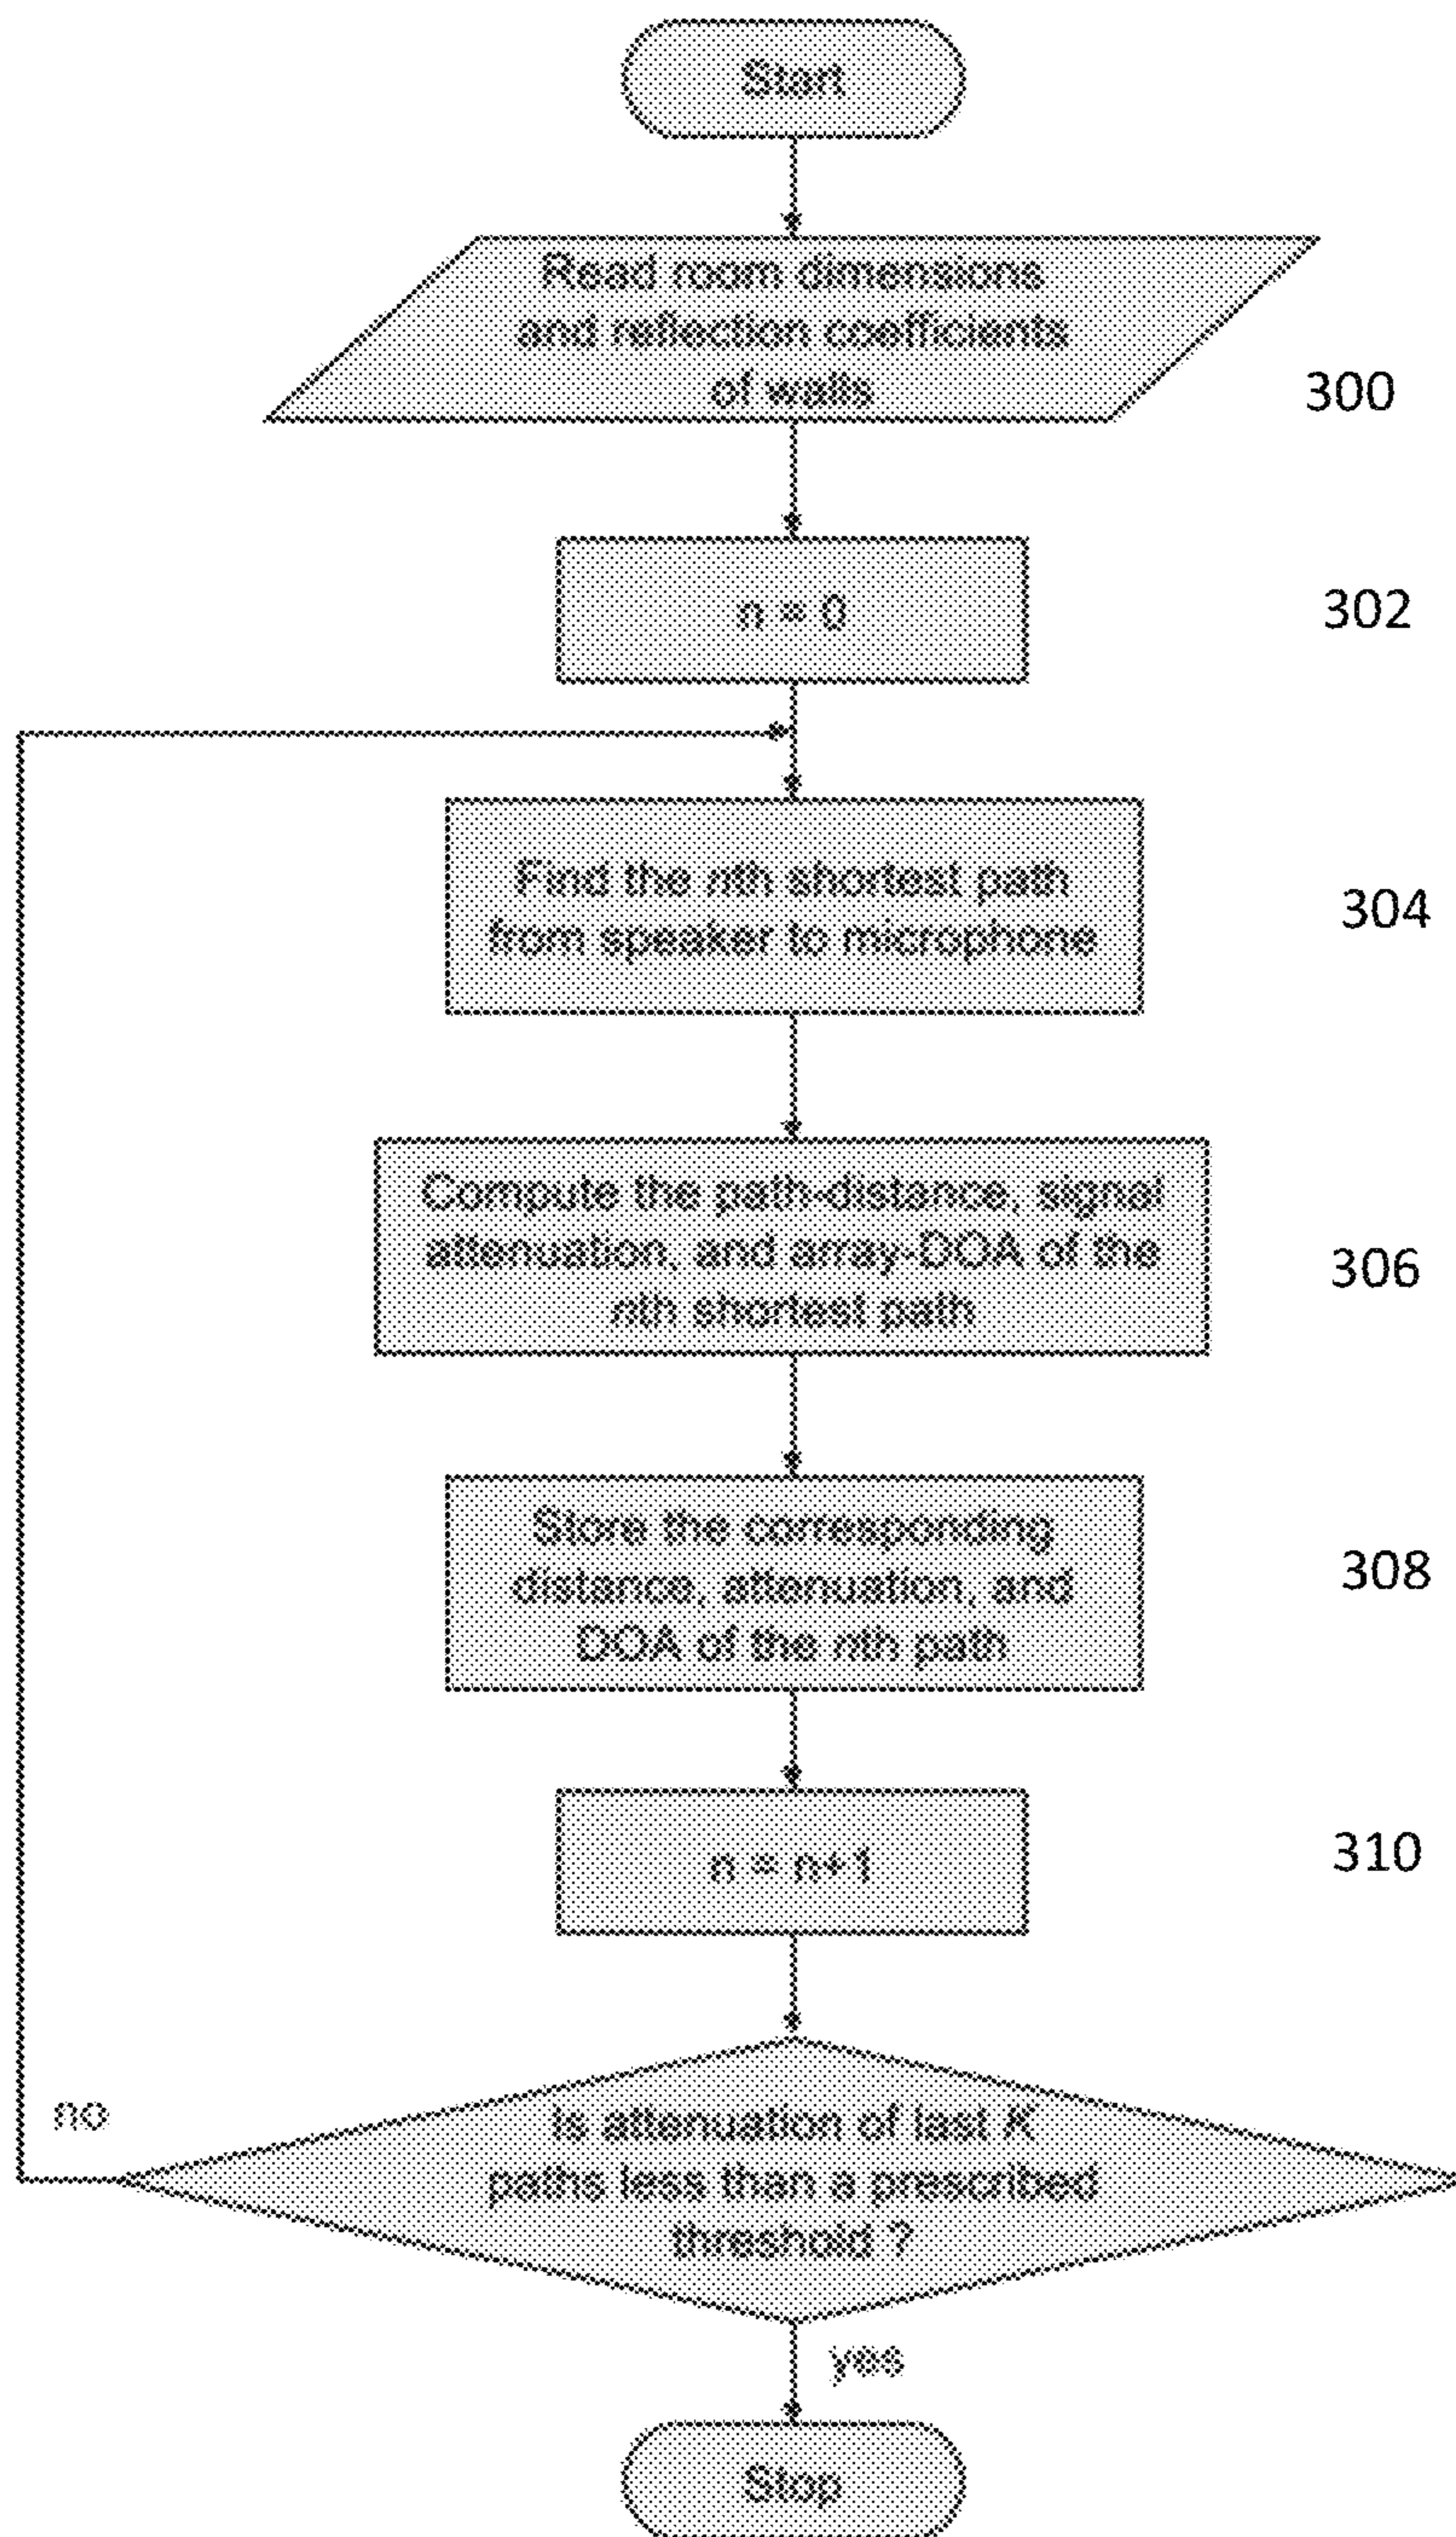 Start
Read room dimensions
and reflection coefficients
of walls
300
n = 0
302
Find the nth shortest path
from speaker to microphone
304
Compute the path-distance, signal
attenuation, and array-DOA of the
nth shortest path
306
Store the corresponding
distance, attenuation, and
DOA of the nth path
308
n = n+1
310
no
Is attenuation of last K
paths less than a prescribed
threshold ?
yes
Stop